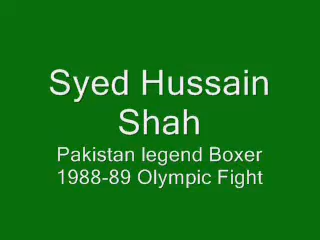 Syed Hussain
Shah
Pakistan legend Boxer
1988-89 Olympic Fight